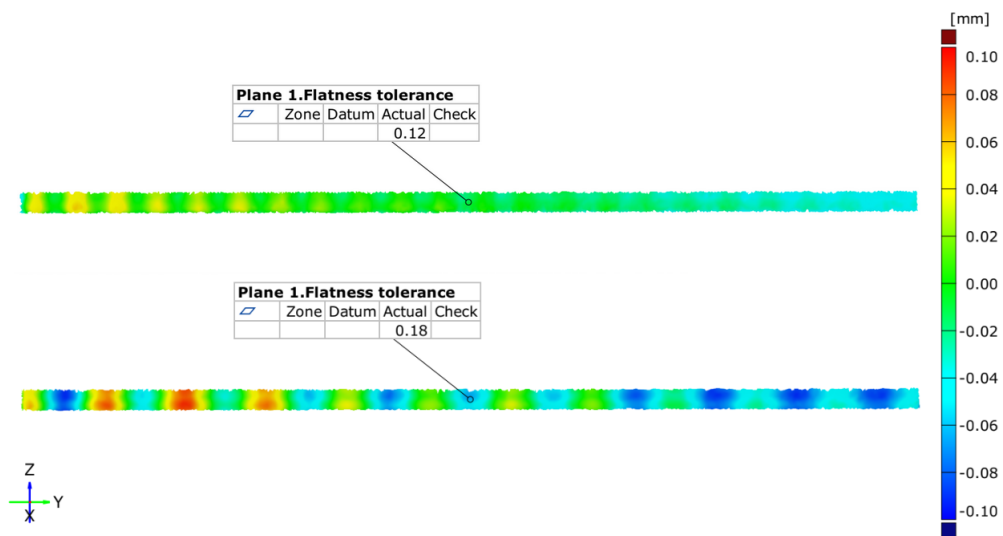 [mm]
0.10
0.08
0.06
0.04
0.02
0.00
-0.02
-0.04
-0.06
-0.08
-0.10
Plane 1.Flatness tolerance
Zone Datum Actual Check
0.12
Plane 1.Flatness tolerance
Zone Datum Actual Check
0.18
Z
Y
X